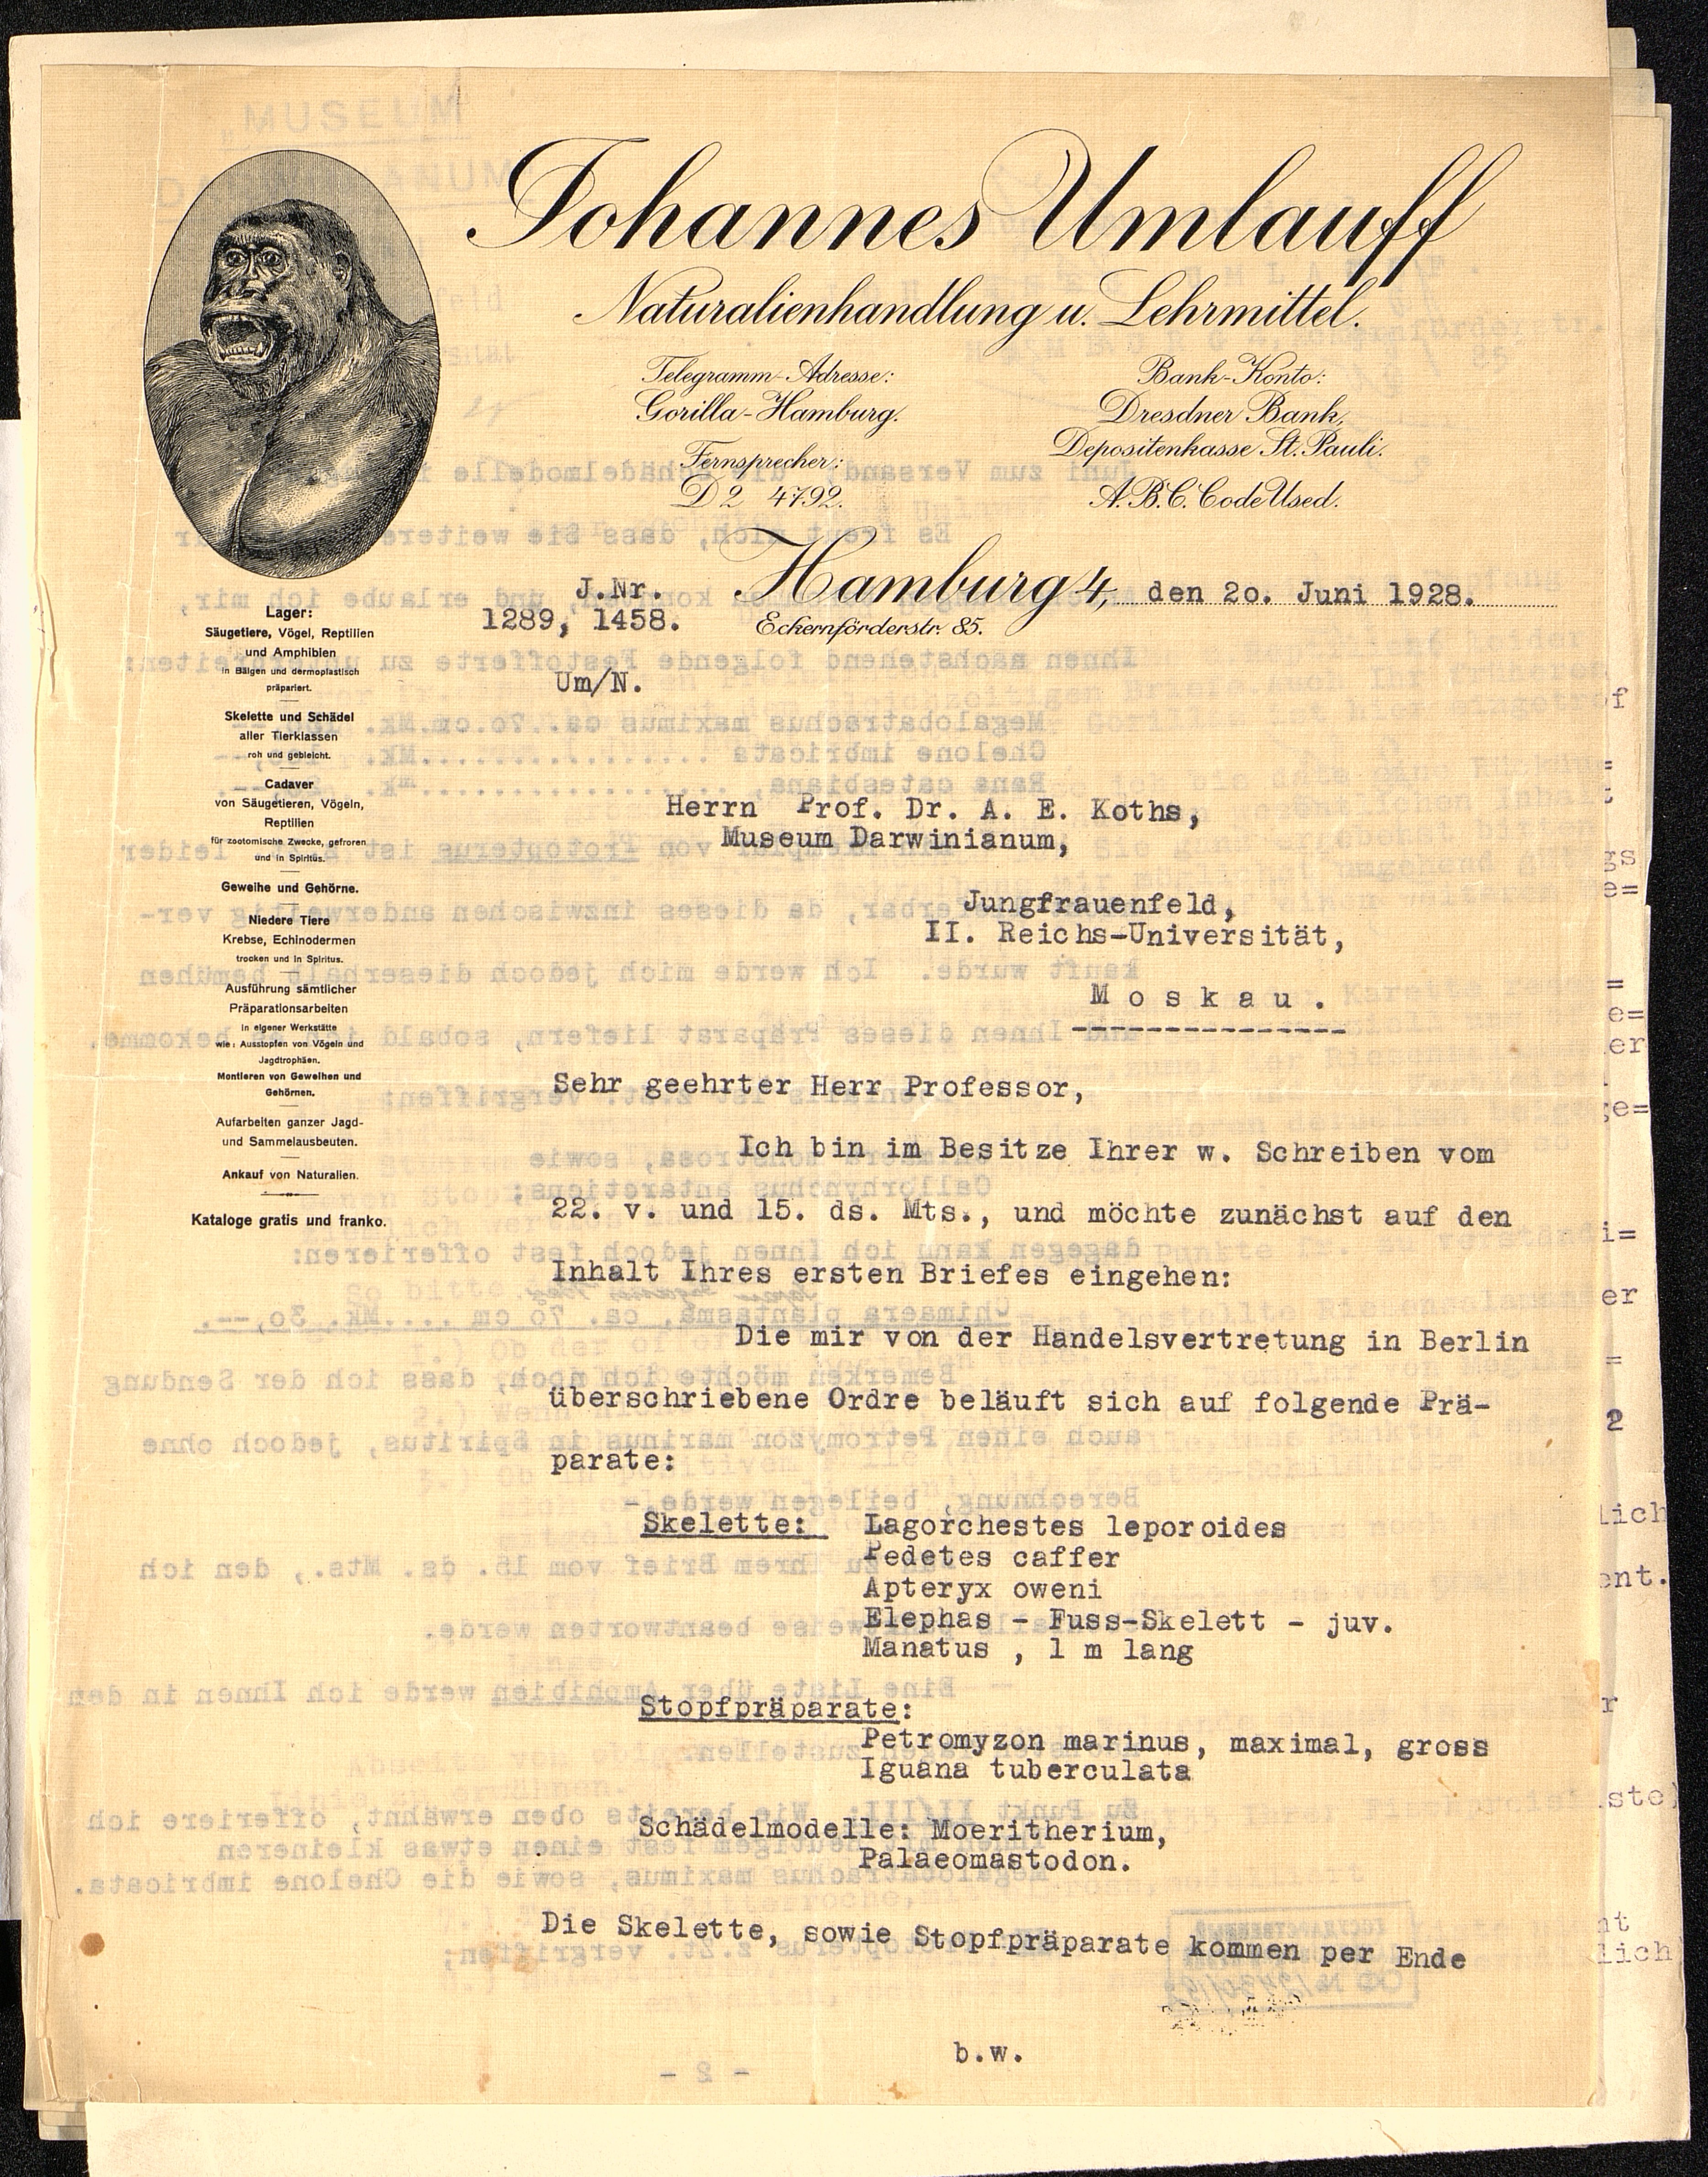 Johannes Umlauff
Naturalienhandlung u. Lehrmittel.
Telegramm-Adresse:
Gorilla-Hamburg.
Fernsprecher:
D2 4792.
Bank-Konto:
Dresdner Bank,
Depositenkasse St. Pauli.
A.B.C. Code Used.
Hamburg 4, den 2o. Juni 1928.
Eckernförderstr. 85.
J.Nr.
1289, 1458.
Um/N.
Lager:
Säugetiere, Vögel, Reptilien
und Amphibien
in Bälgen und dermoplastisch
präpariert.
Skelette und Schädel
aller Tierklassen
roh und gebleicht.
Cadaver
von Säugetieren, Vögeln,
Reptilien
für zootomische Zwecke, gefroren
und in Spiritus.
Geweihe und Gehörne.
Niedere Tiere
Krebse, Echinodermen
trocken und in Spiritus.
Ausführung sämtlicher
Präparationsarbeiten
in eigener Werkstätte
wie: Ausstopfen von Vögeln und
Jagdtrophäen.
Montieren von Geweihen und
Gehörnen.
Aufarbeiten ganzer Jagd-
und Sammelausbeuten.
Ankauf von Naturalien.
Kataloge gratis und franko.
Herrn Prof. Dr. A. E. Koths,
Museum Darwinianum,
Jungfrauenfeld,
II. Reichs-Universität,
M o s k a u .
---------------
Sehr geehrter Herr Professor,
Ich bin im Besitze Ihrer w. Schreiben vom
22. v. und 15. ds. Mts., und möchte zunächst auf den
Inhalt Ihres ersten Briefes eingehen:
Die mir von der Handelsvertretung in Berlin
überschriebene Ordre beläuft sich auf folgende Prä-
parate:
Skelette: Lagorchestes leporoides
Pedetes caffer
Apteryx oweni
Elephas - Fuss-Skelett - juv.
Manatus , 1 m lang
Stopfpräparate:
Petromyzon marinus, maximal, gross
Iguana tuberculata
Schädelmodelle: Moeritherium,
Palaeomastodon.
Die Skelette, sowie Stopfpräparate kommen per Ende
b.w.